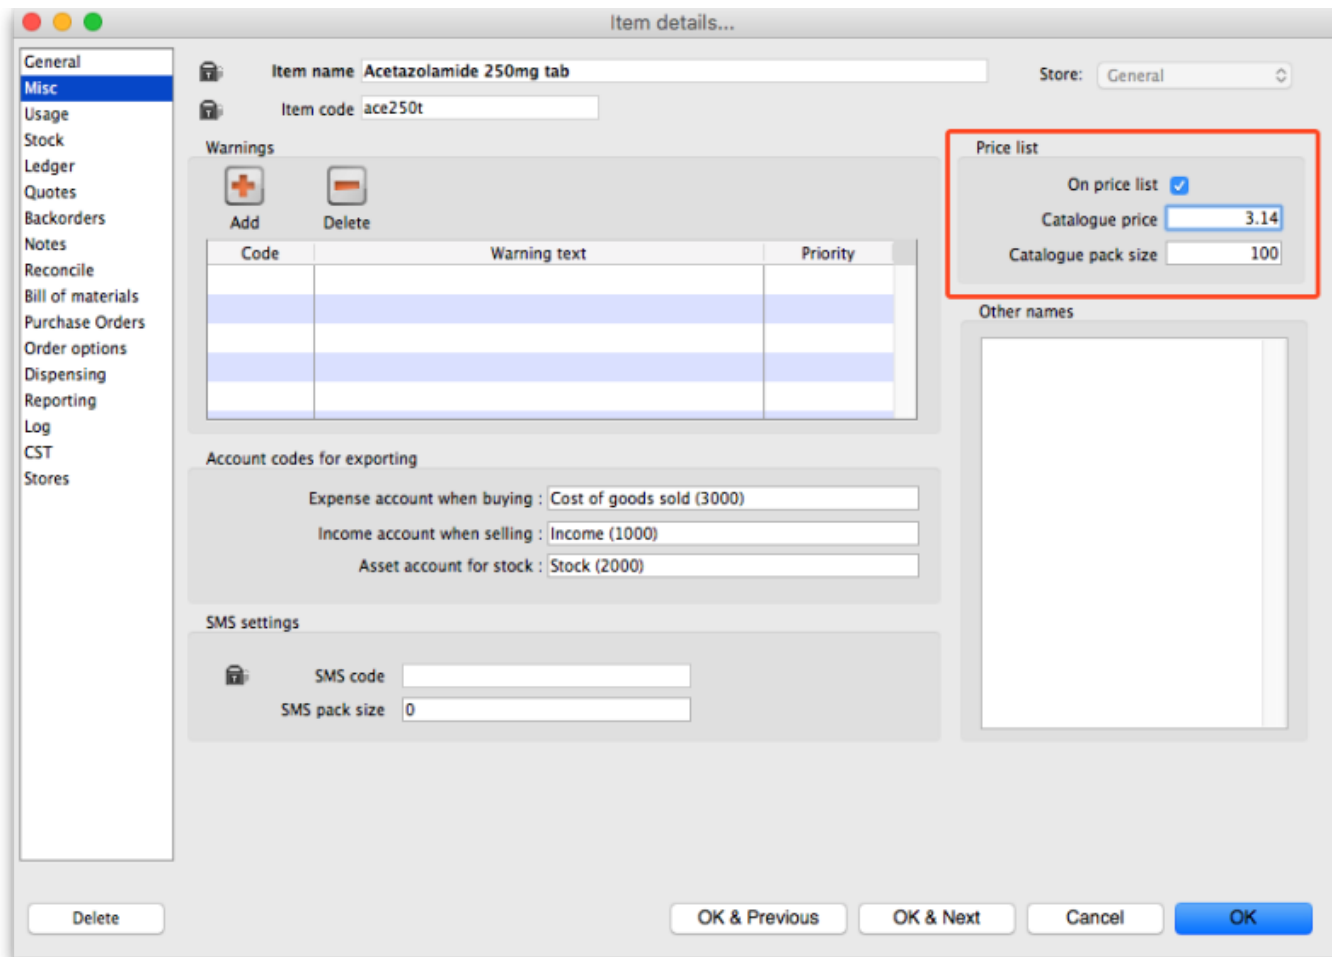 Item details...
General
Misc
Usage
Stock
Ledger
Quotes
Backorders
Notes
Reconcile
Bill of materials
Purchase Orders
Order options
Dispensing
Reporting
Log
CST
Stores
Item name Acetazolamide 250mg tab
Store: General
Item code ace250t
Warnings
Add Delete
Code Warning text Priority
Price list
On price list
Catalogue price 3.14
Catalogue pack size 100
Other names
Account codes for exporting
Expense account when buying : Cost of goods sold (3000)
Income account when selling : Income (1000)
Asset account for stock : Stock (2000)
SMS settings
SMS code
SMS pack size 0
Delete OK & Previous OK & Next Cancel OK